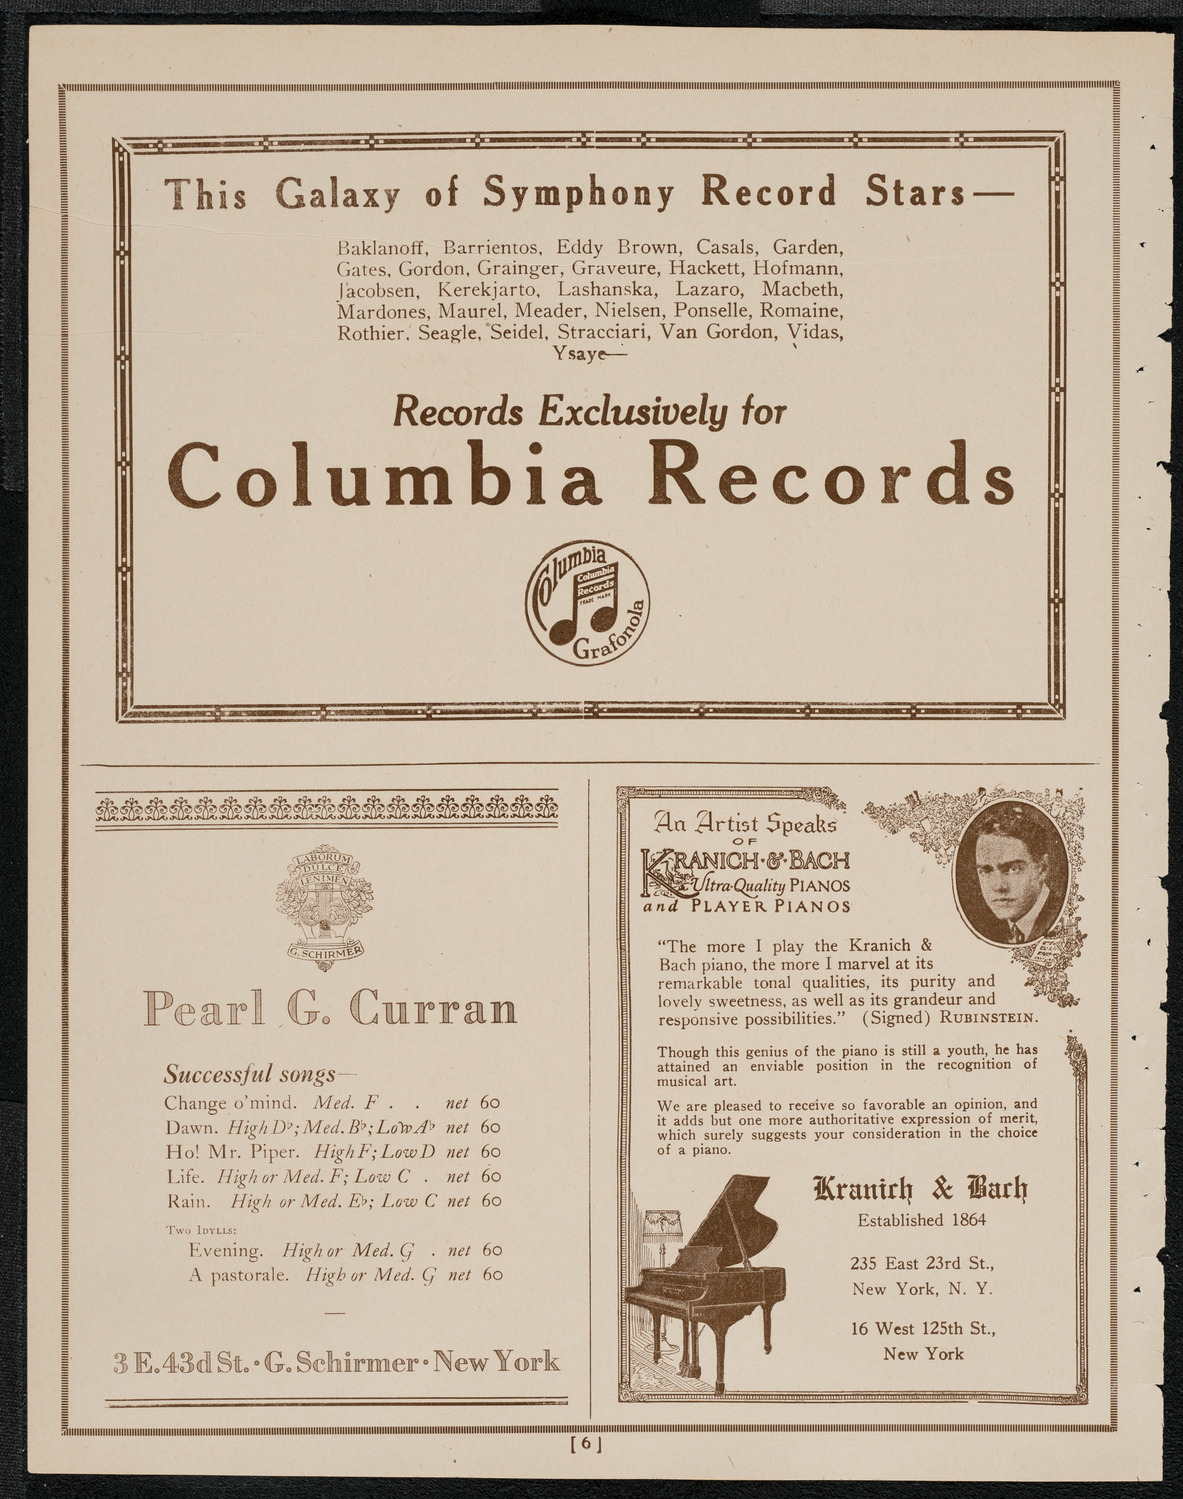 This Galaxy of Symphony Record Stars—
Baklanoff, Barrientos, Eddy Brown, Casals, Garden,
Gates, Gordon, Grainger, Graveure, Hackett, Hofmann,
Jacobsen, Kerekjarto, Lashanska, Lazaro, Macbeth,
Mardones, Maurel, Meader, Nielsen, Ponselle, Romaine,
Rothier, Seagle, Seidel, Stracciari, Van Gordon, Vidas,
Ysaye—
Records Exclusively for
Columbia Records
Columbia
Columbia
Records
TRADE MARK
Grafonola
LABORUM
DULCE
LENIMEN
G. SCHIRMER
Pearl G. Curran
Successful songs—
Change o'mind. Med. F . . net 60
Dawn. High D♭; Med. B♭; Low A♭ net 60
Ho! Mr. Piper. High F; Low D net 60
Life. High or Med. F; Low C . net 60
Rain. High or Med. E♭; Low C net 60
Two Idylls:
Evening. High or Med. G . net 60
A pastorale. High or Med. G net 60
3 E. 43d St. · G. Schirmer · New York
An Artist Speaks
OF
KRANICH·&·BACH
Ultra-Quality PIANOS
and PLAYER PIANOS
"The more I play the Kranich &
Bach piano, the more I marvel at its
remarkable tonal qualities, its purity and
lovely sweetness, as well as its grandeur and
responsive possibilities." (Signed) RUBINSTEIN.
Though this genius of the piano is still a youth, he has
attained an enviable position in the recognition of
musical art.
We are pleased to receive so favorable an opinion, and
it adds but one more authoritative expression of merit,
which surely suggests your consideration in the choice
of a piano.
Kranich & Bach
Established 1864
235 East 23rd St.,
New York, N. Y.
16 West 125th St.,
New York
[ 6 ]